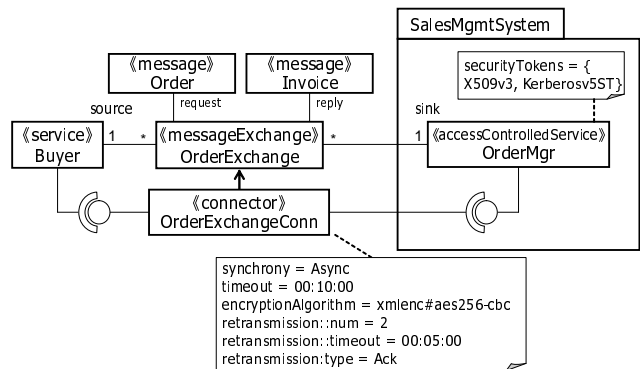 SalesMgmtSystem
«message»
Order
«message»
Invoice
securityTokens = {
X509v3, Kerberosv5ST}
source
request
reply
sink
«service»
Buyer
1
*
«messageExchange»
OrderExchange
*
1
«accessControlledService»
OrderMgr
«connector»
OrderExchangeConn
synchrony = Async
timeout = 00:10:00
encryptionAlgorithm = xmlenc#aes256-cbc
retransmission::num = 2
retransmission::timeout = 00:05:00
retransmission:type = Ack